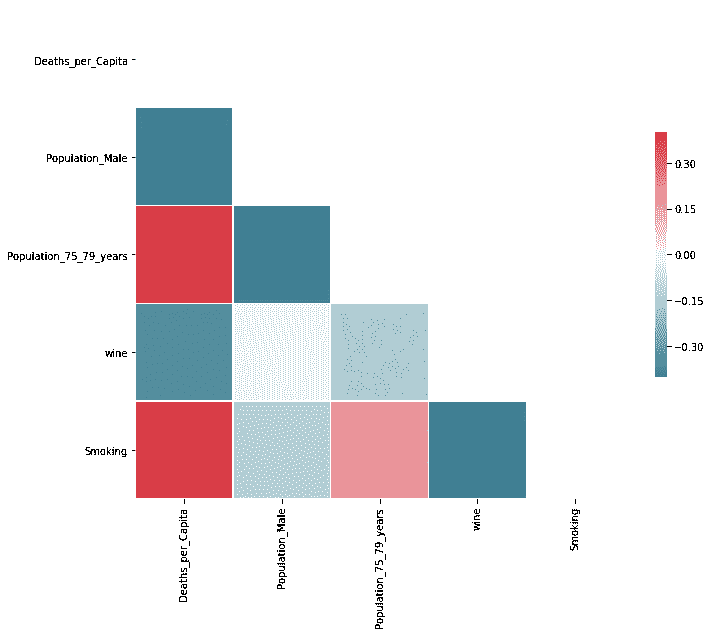 Deaths_per_Capita
Population_Male
Population_75_79_years
wine
Smoking
0.30
0.15
0.00
−0.15
−0.30
Deaths_per_Capita
Population_Male
Population_75_79_years
wine
Smoking